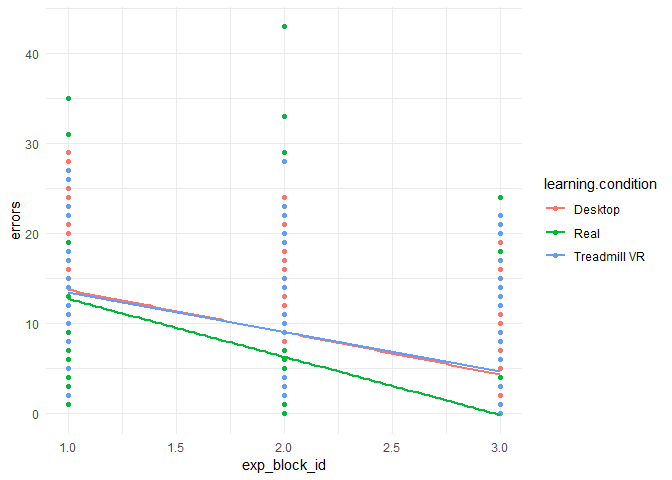 40
30
20
10
0
errors
1.0 1.5 2.0 2.5 3.0
exp_block_id
learning.condition
Desktop
Real
Treadmill VR